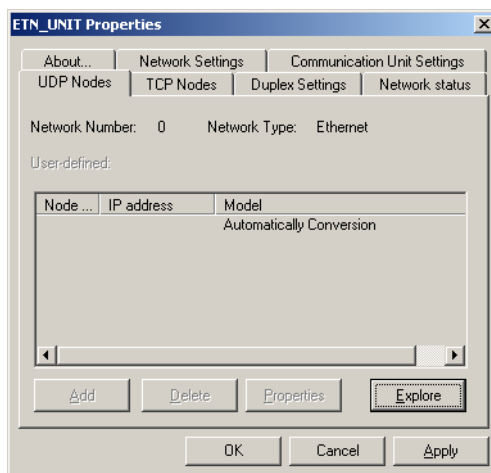 ETN_UNIT Properties
About... Network Settings Communication Unit Settings
UDP Nodes TCP Nodes Duplex Settings Network status
Network Number: 0 Network Type: Ethernet
User-defined:
Node ... IP address Model
Automatically Conversion
Add Delete Properties Explore
OK Cancel Apply